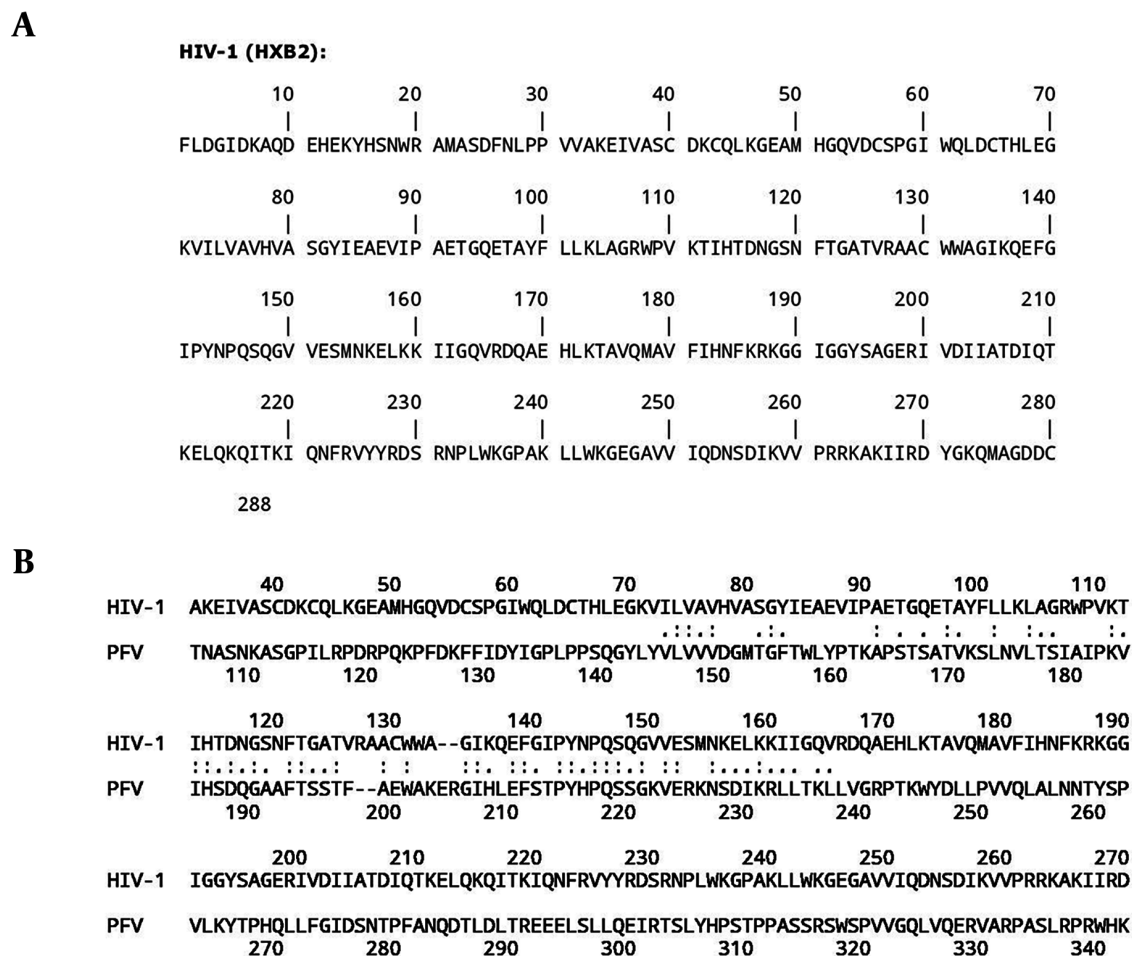 A
HIV-1 (HXB2):
10 20 30 40 50 60 70
FLDGIDKAQD EHEKYHSNWR AMASDFNLPP VVAKEIVASC DKCQLKGEAM HGQVDCSPGI WQLDCTHLEG
80 90 100 110 120 130 140
KVILVAVHVA SGYIEAEVIP AETGQETAYF LLKLAGRWPV KTIHTDNGSN FTGATVRAAC WWAGIKQEFG
150 160 170 180 190 200 210
IPYNPQSQGV VESMNKELKK IIGQVRDQAE HLKTAVQMAV FIHNFKRKGG IGGYSAGERI VDIIATDIQT
220 230 240 250 260 270 280
KELQKQITKI QNFRVYYRDS RNPLWKGPAK LLWKGEGAVV IQDNSDIKVV PRRKAKIIRD YGKQMAGDDC
288
B
40 50 60 70 80 90 100 110
HIV-1 AKEIVASCDKCQLKGEAMHGQVDCSPGIWQLDCTHLEGKVILVAVHVASGYIEAEVIPAETGQETAYFLLKLAGRWPVKT
.::.: .:. : . . :. : :.. :.
PFV TNASNKASGPILRPDRPQKPFDKFFIDYIGPLPPSQGYLYVLVVVDGMTGFTWLYPTKAPSTSATVKSLNVLTSIAIPKV
110 120 130 140 150 160 170 180
120 130 140 150 160 170 180 190
HIV-1 IHTDNGSNFTGATVRAACWWA--GIKQEFGIPYNPQSQGVVESMNKELKKIIGQVRDQAEHLKTAVQMAVFIHNFKRKGG
::.:.:. ::..: : : ::. ::. ::.::.:.: :: :...:... ..
PFV IHSDQGAAFTSSTF--AEWAKERGIHLEFSTPYHPQSSGKVERKNSDIKRLLTKLLVGRPTKWYDLLPVVQLALNNTYSP
190 200 210 220 230 240 250 260
200 210 220 230 240 250 260 270
HIV-1 IGGYSAGERIVDIIATDIQTKELQKQITKIQNFRVYYRDSRNPLWKGPAKLLWKGEGAVVIQDNSDIKVVPRRKAKIIRD
PFV VLKYTPHQLLFGIDSNTPFANQDTLDLTREEELSLLQEIRTSLYHPSTPPASSRSWSPVVGQLVQERVARPASLRPRWHK
270 280 290 300 310 320 330 340